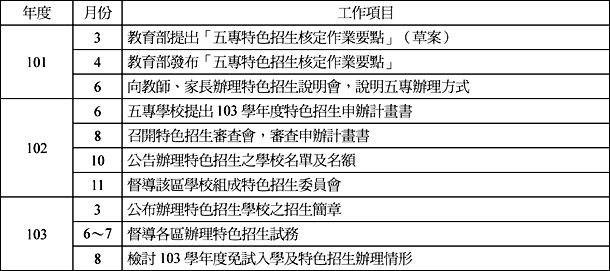 年度 月份 工作項目
3 教育部提出「五專特色招生核定作業要點」（草案）
101 4 教育部發布「五專特色招生核定作業要點」
6 向教師、家長辦理特色招生說明會，說明五專辦理方式
6 五專學校提出 103 學年度特色招生申辦計畫書
102 8 召開特色招生審查會，審查申辦計畫書
10 公告辦理特色招生之學校名單及名額
11 督導該區學校組成特色招生委員會
3 公布辦理特色招生學校之招生簡章
103 6～7 督導各區辦理特色招生試務
8 檢討 103 學年度免試入學及特色招生辦理情形